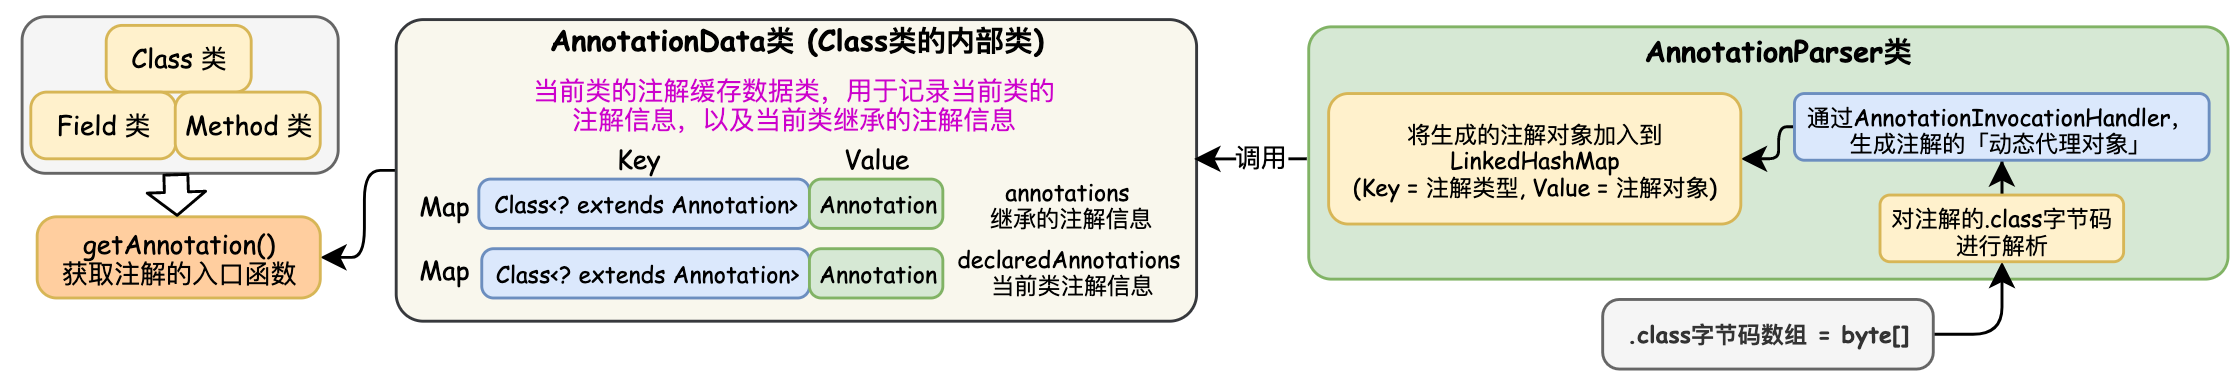 Class 类
Field 类
Method 类
getAnnotation()
获取注解的入口函数
AnnotationData类 (Class类的内部类)
当前类的注解缓存数据类，用于记录当前类的
注解信息，以及当前类继承的注解信息
Key
Value
Map
Class<? extends Annotation>
Annotation
annotations
继承的注解信息
Map
Class<? extends Annotation>
Annotation
declaredAnnotations
当前类注解信息
调用
AnnotationParser类
将生成的注解对象加入到
LinkedHashMap
(Key = 注解类型, Value = 注解对象)
通过AnnotationInvocationHandler，
生成注解的「动态代理对象」
对注解的.class字节码
进行解析
.class字节码数组 = byte[]